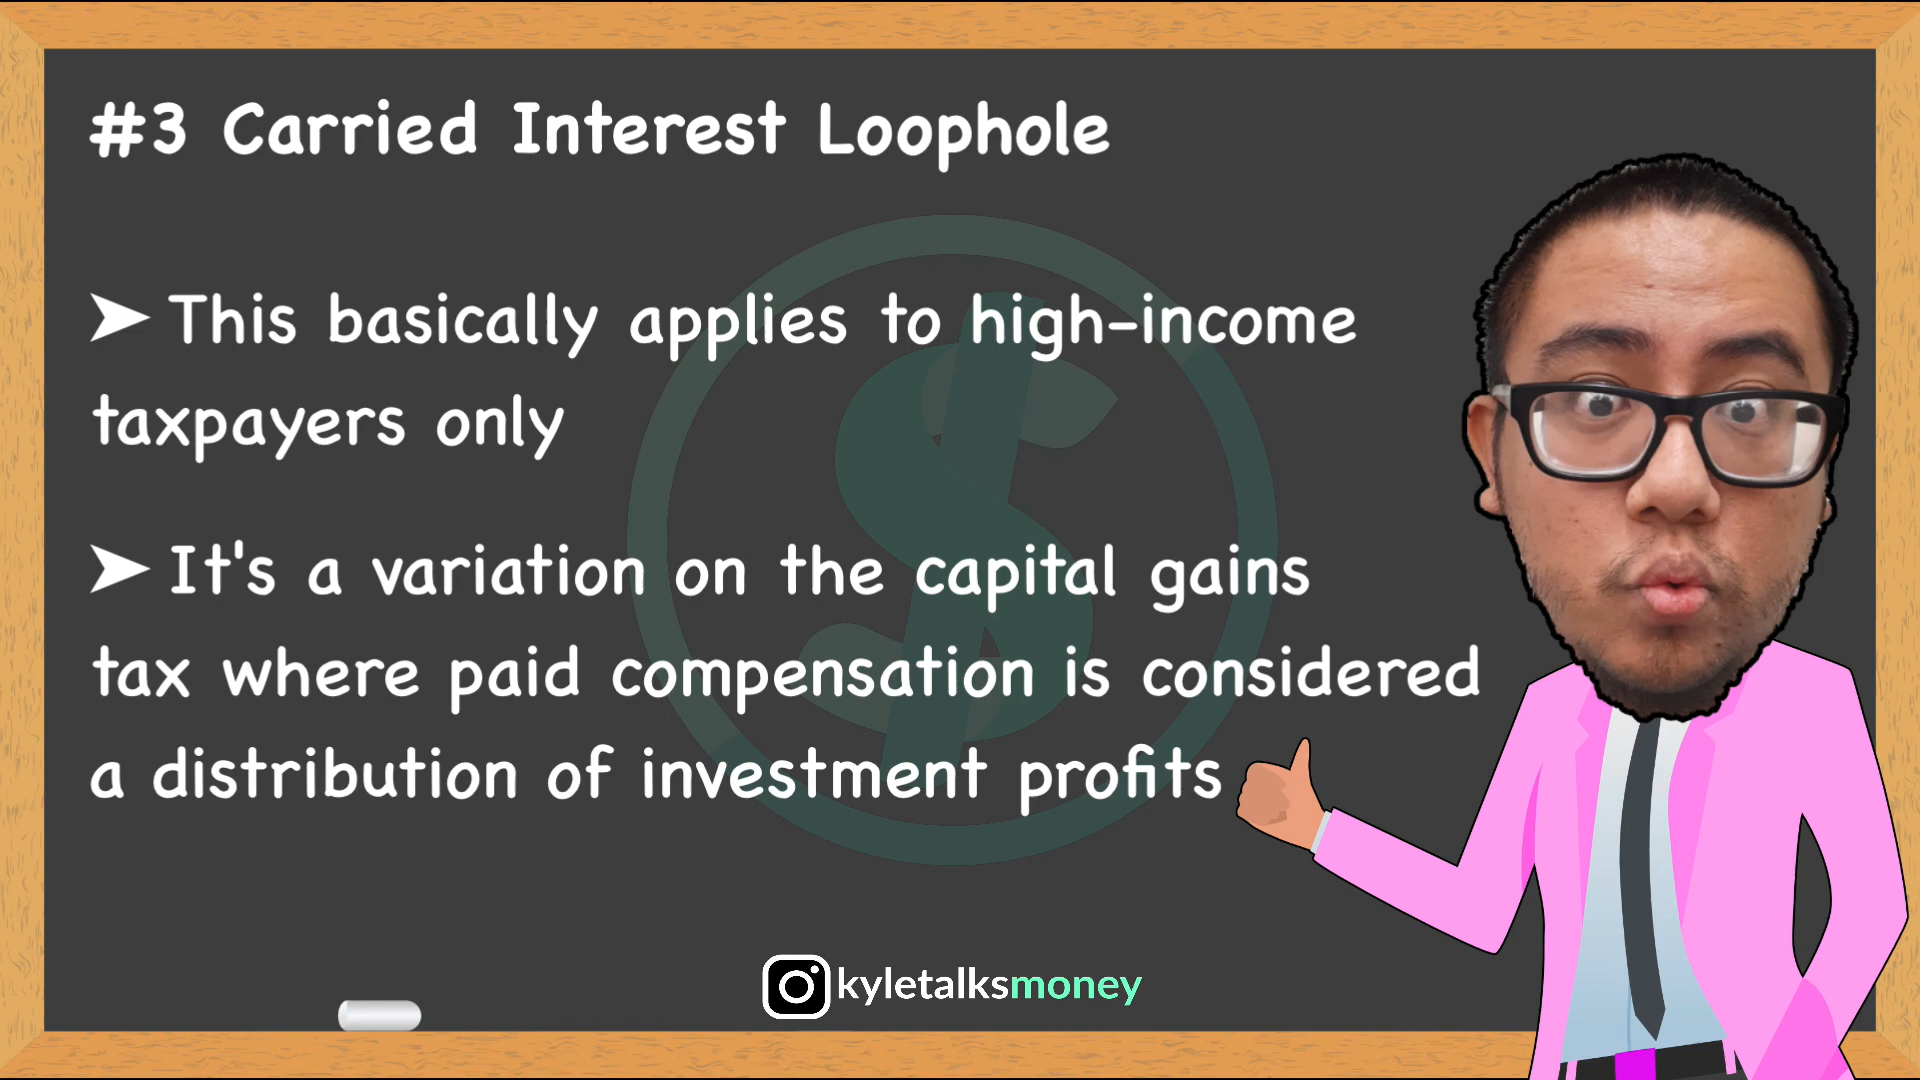 #3 Carried Interest Loophole
➤ This basically applies to high-income
taxpayers only
➤ It's a variation on the capital gains
tax where paid compensation is considered
a distribution of investment profits
kyletalksmoney